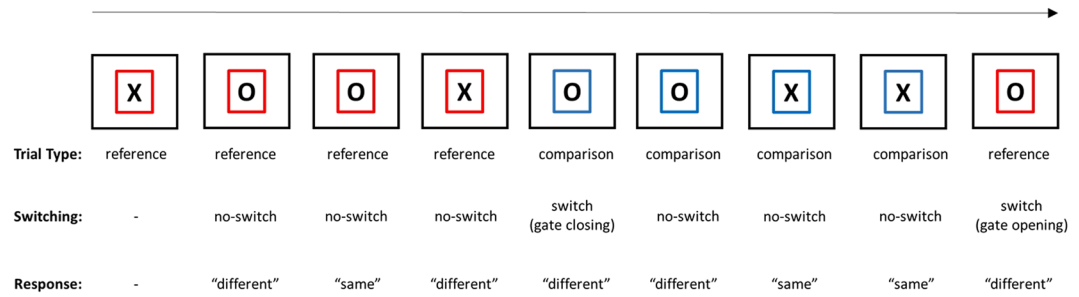 X O O X O O X X O
Trial Type: reference reference reference reference comparison comparison comparison comparison reference
Switching: - no-switch no-switch no-switch switch (gate closing) no-switch no-switch no-switch switch (gate opening)
Response: - “different” “same” “different” “different” “different” “same” “same” “different”